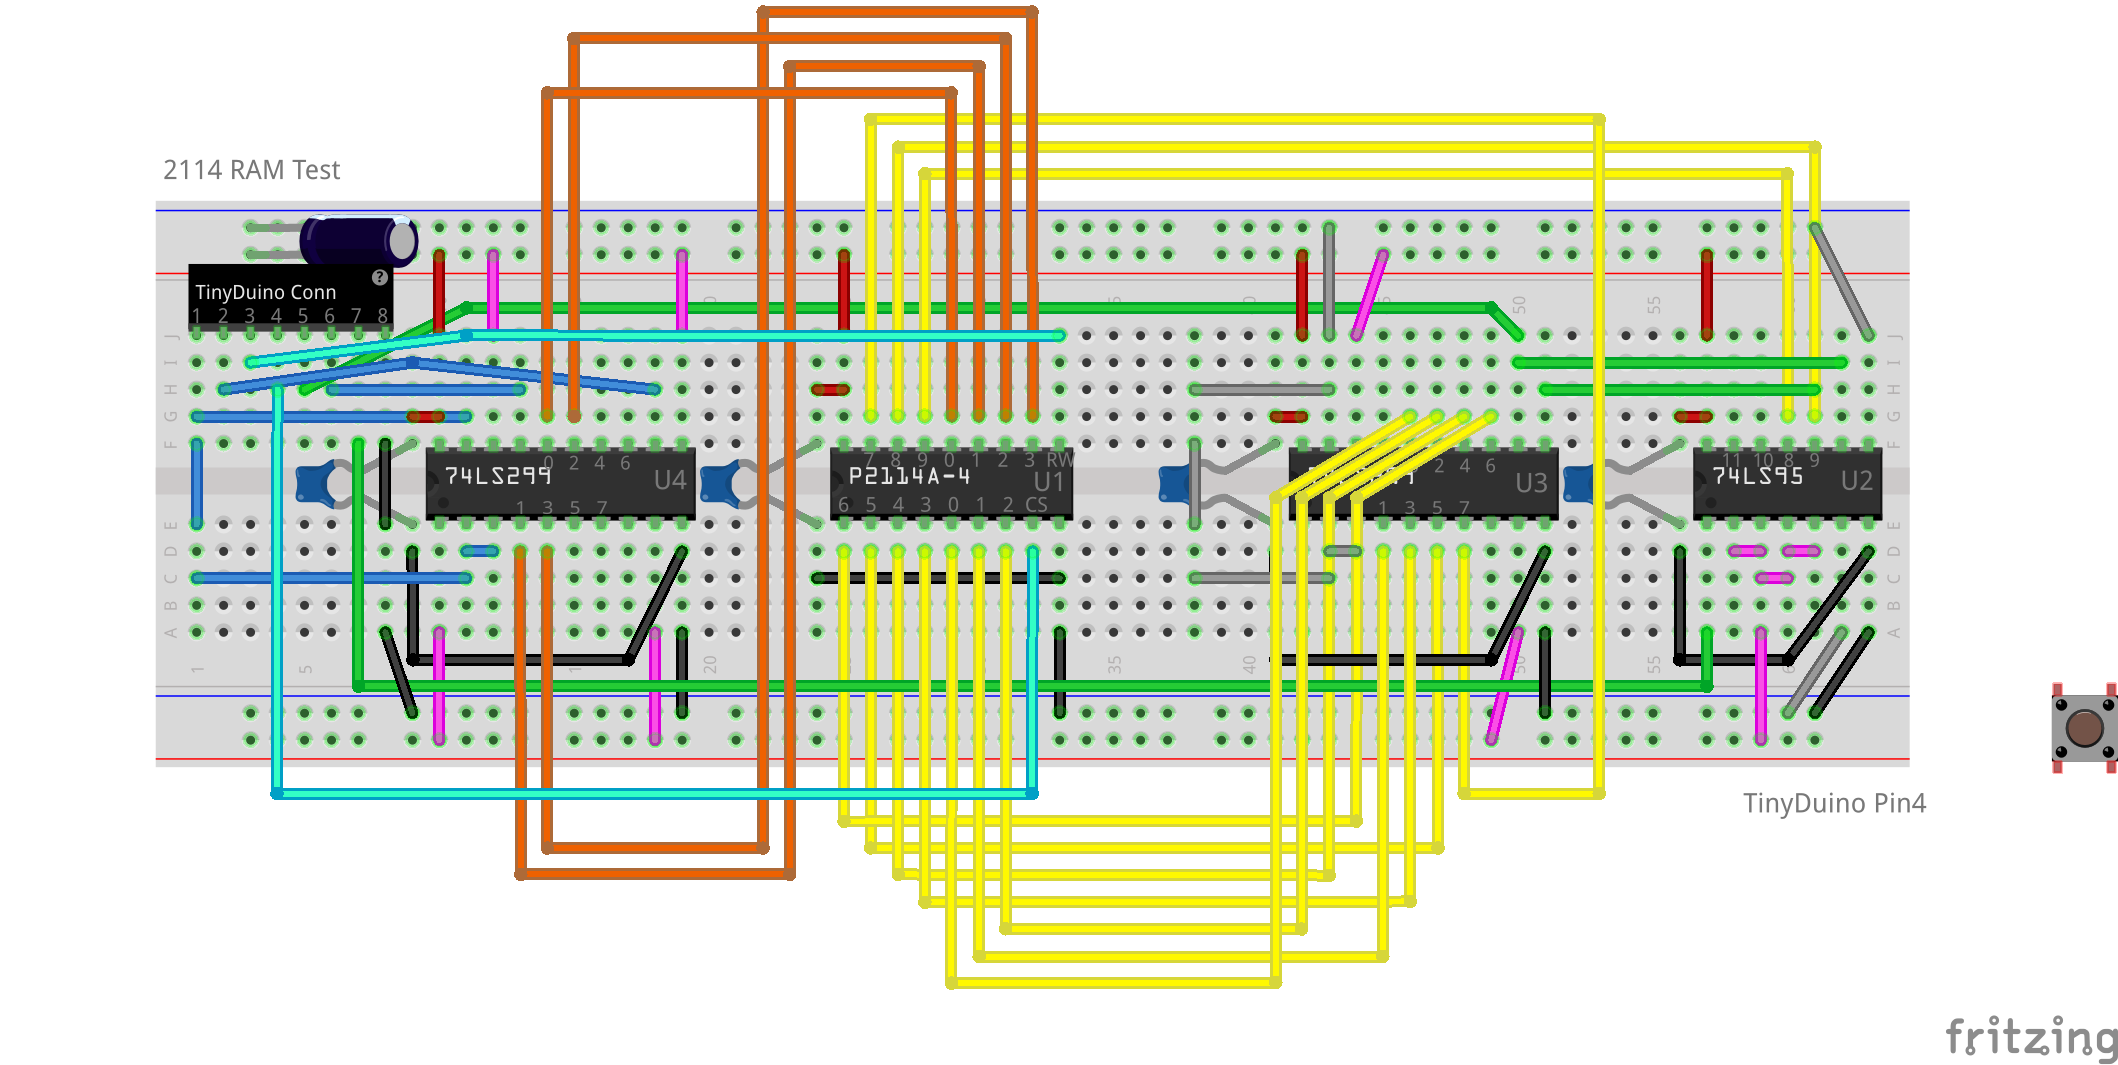 2114 RAM Test
TinyDuino Conn ?
1 2 3 4 5 6 7 8
50 55
J J
I I
H H
G G
F F
74LS299 0 2 4 6 U4
1 3 5 7
P2114A-4 7 8 9 0 1 2 3 RW U1
6 5 4 3 0 1 2 CS
2 4 6 U3
1 3 5 7
74LS95 11 10 8 9 U2
E E
D D
C C
B B
A A
1 5 20 35 40 50 55
TinyDuino Pin4
fritzing